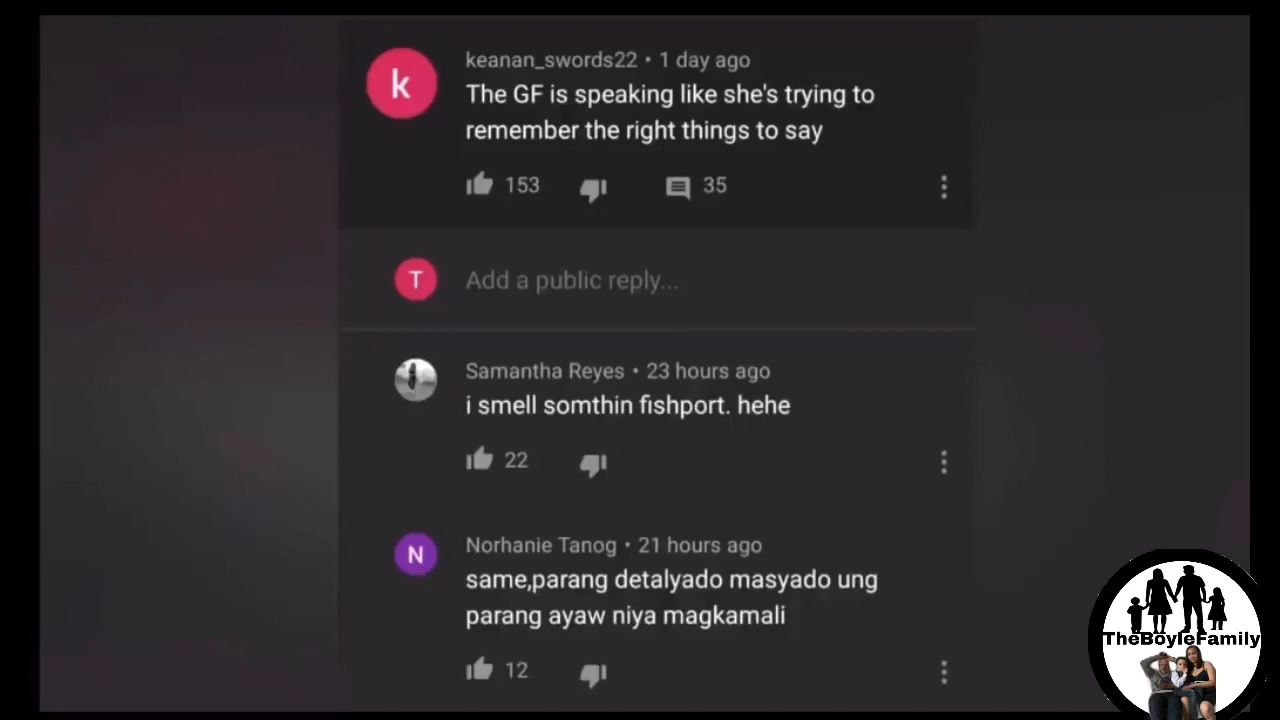 k
keanan_swords22 • 1 day ago
The GF is speaking like she's trying to
remember the right things to say
153
35
T
Add a public reply...
Samantha Reyes • 23 hours ago
i smell somthin fishport. hehe
22
N
Norhanie Tanog • 21 hours ago
same,parang detalyado masyado ung
parang ayaw niya magkamali
12
TheBoyleFamily